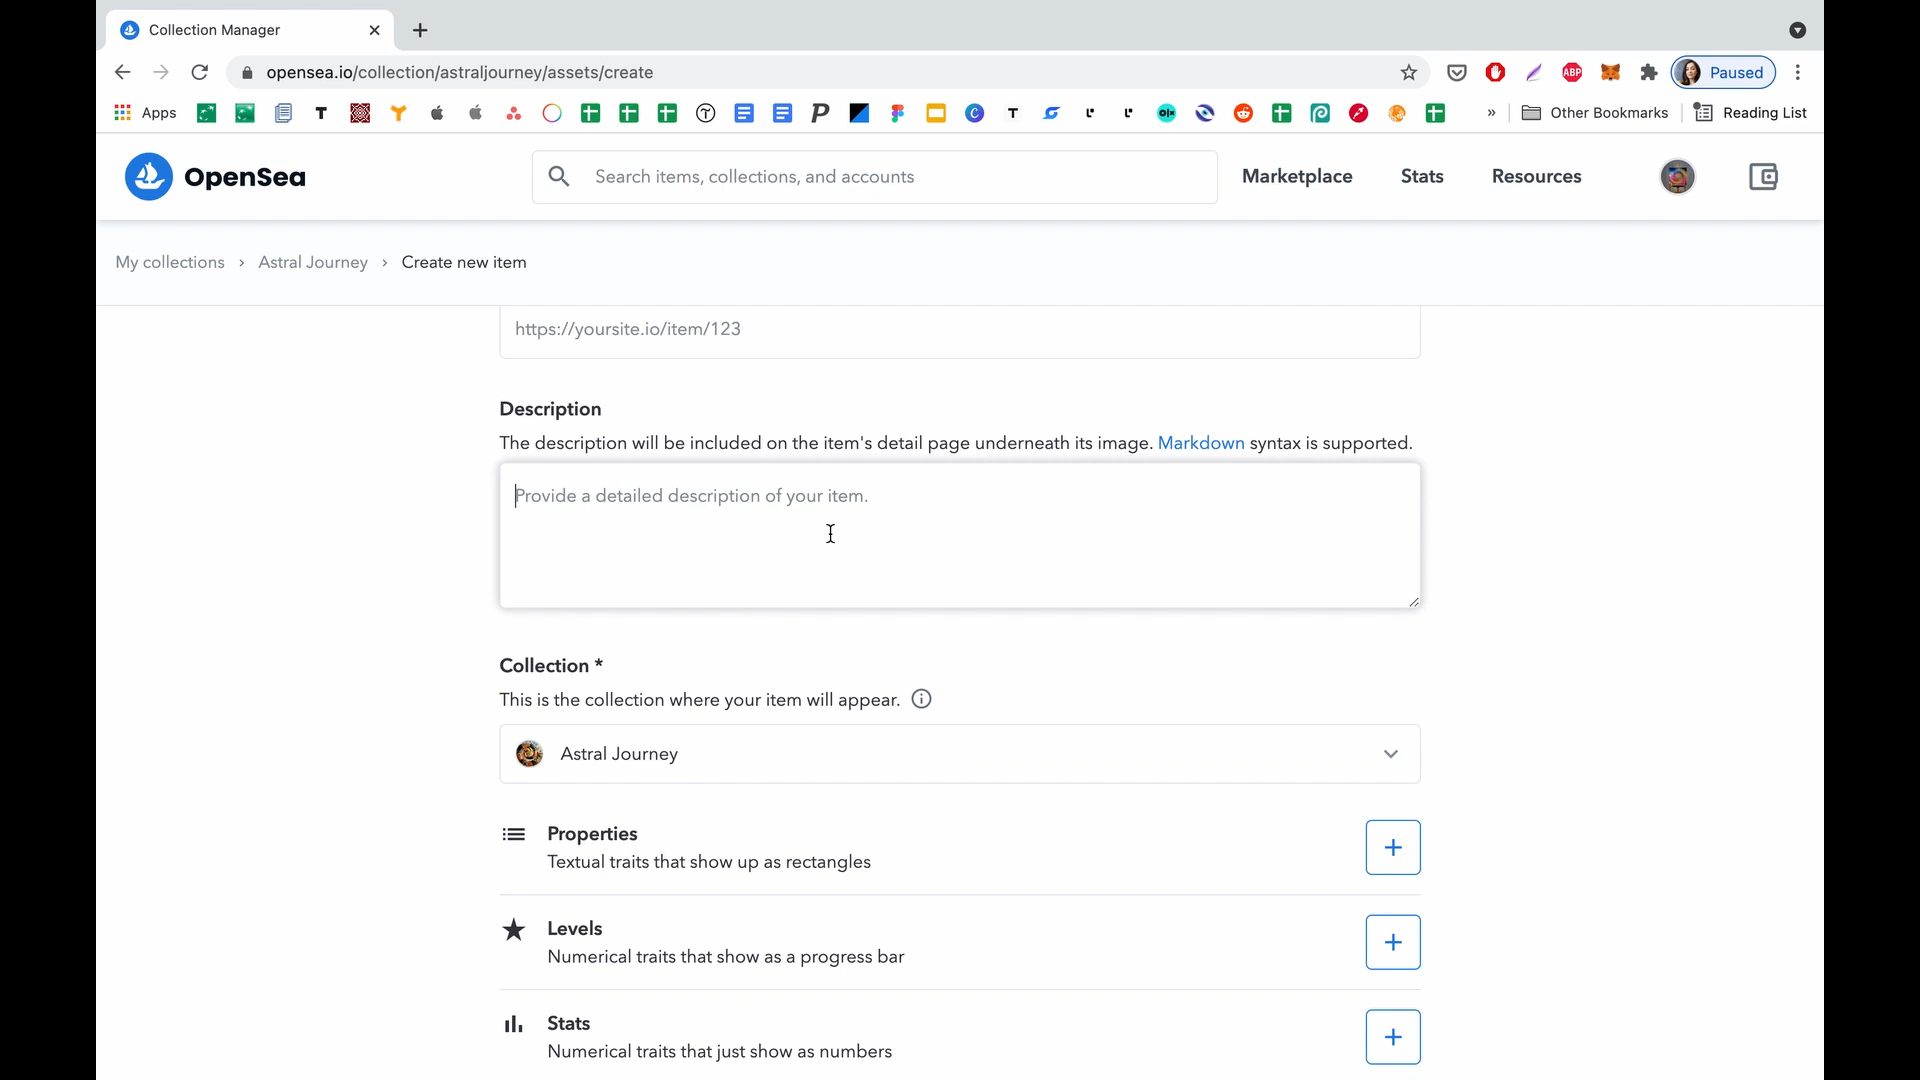 Collection Manager
opensea.io/collection/astraljourney/assets/create
ABP
Paused
Apps
Other Bookmarks
Reading List
OpenSea
Search items, collections, and accounts
Marketplace
Stats
Resources
My collections > Astral Journey > Create new item
https://yoursite.io/item/123
Description
The description will be included on the item's detail page underneath its image. Markdown syntax is supported.
Provide a detailed description of your item.
Collection *
This is the collection where your item will appear.
Astral Journey
Properties
Textual traits that show up as rectangles
Levels
Numerical traits that show as a progress bar
Stats
Numerical traits that just show as numbers